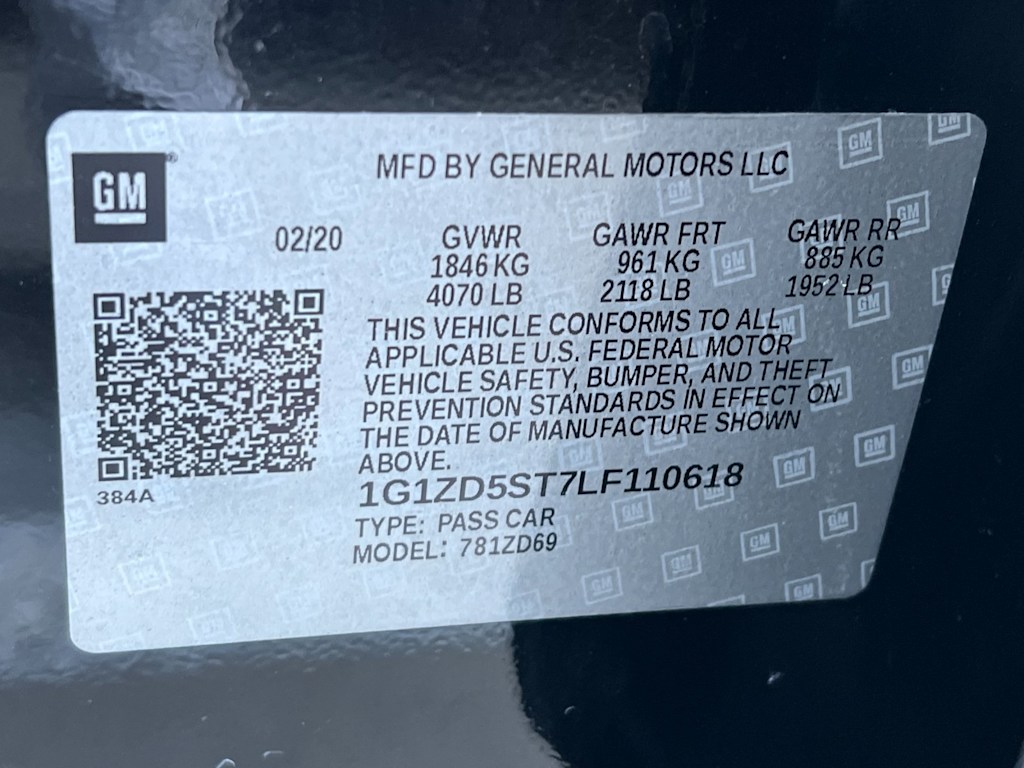 GM
MFD BY GENERAL MOTORS LLC
02/20 GVWR GAWR FRT GAWR RR
1846 KG 961 KG 885 KG
4070 LB 2118 LB 1952 LB
THIS VEHICLE CONFORMS TO ALL
APPLICABLE U.S. FEDERAL MOTOR
VEHICLE SAFETY, BUMPER, AND THEFT
PREVENTION STANDARDS IN EFFECT ON
THE DATE OF MANUFACTURE SHOWN
ABOVE.
384A
1G1ZD5ST7LF110618
TYPE: PASS CAR
MODEL: 781ZD69